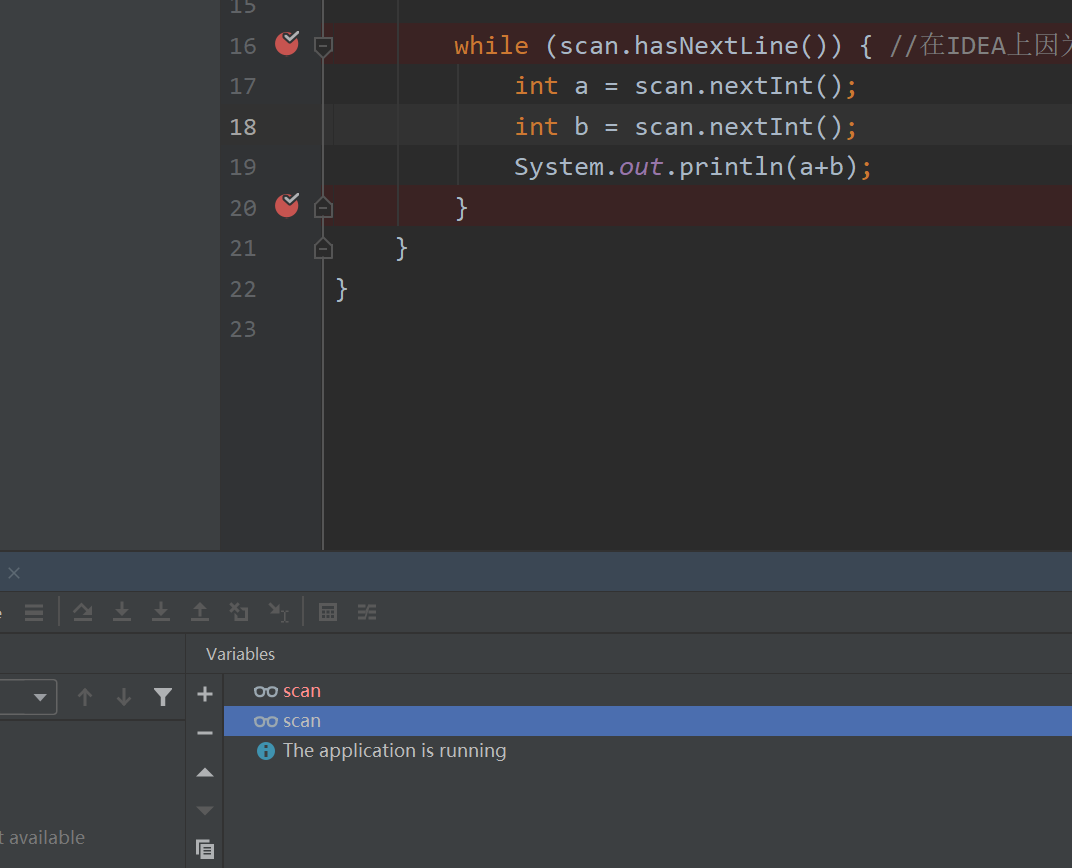 15
16 while (scan.hasNextLine()) { //在IDEA上因
17 int a = scan.nextInt();
18 int b = scan.nextInt();
19 System.out.println(a+b);
20 }
21 }
22 }
23
Variables
scan
scan
The application is running
available